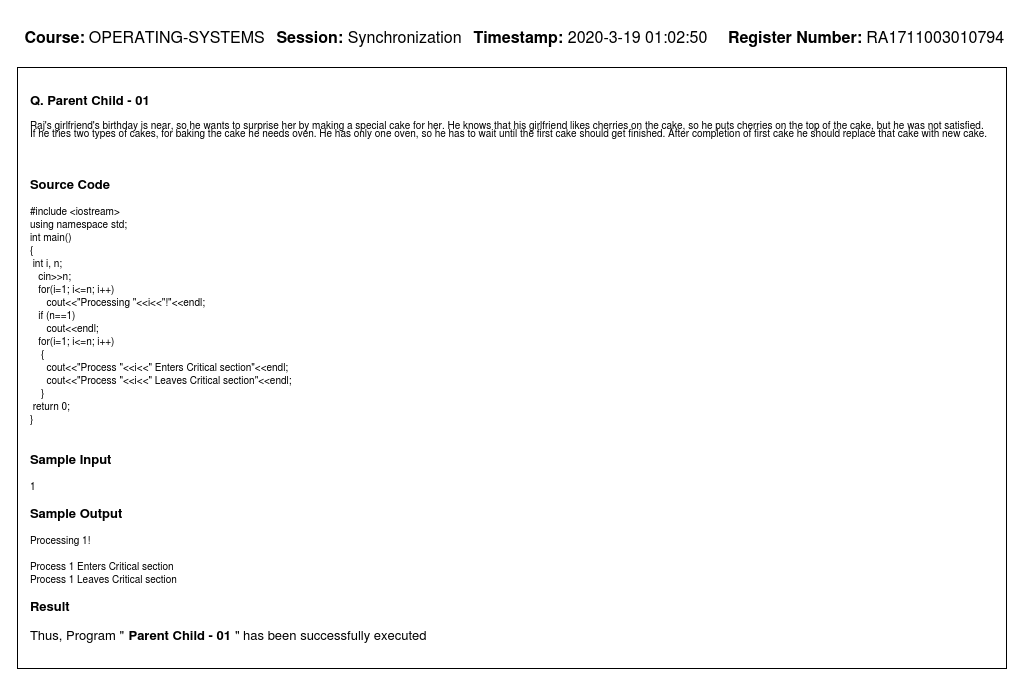 Course: OPERATING-SYSTEMS Session: Synchronization Timestamp: 2020-3-19 01:02:50 Register Number: RA1711003010794
Q. Parent Child - 01
Raj's girlfriend's birthday is near, so he wants to surprise her by making a special cake for her. He knows that his girlfriend likes cherries on the cake, so he puts cherries on the top of the cake, but he was not satisfied.
If he tries two types of cakes, for baking the cake he needs oven. He has only one oven, so he has to wait until the first cake should get finished. After completion of first cake he should replace that cake with new cake.
Source Code
#include <iostream>
using namespace std;
int main()
{
int i, n;
cin>>n;
for(i=1; i<=n; i++)
cout<<"Processing "<<i<<"!"<<endl;
if (n==1)
cout<<endl;
for(i=1; i<=n; i++)
{
cout<<"Process "<<i<<" Enters Critical section"<<endl;
cout<<"Process "<<i<<" Leaves Critical section"<<endl;
}
return 0;
}
Sample Input
1
Sample Output
Processing 1!
Process 1 Enters Critical section
Process 1 Leaves Critical section
Result
Thus, Program " Parent Child - 01 " has been successfully executed